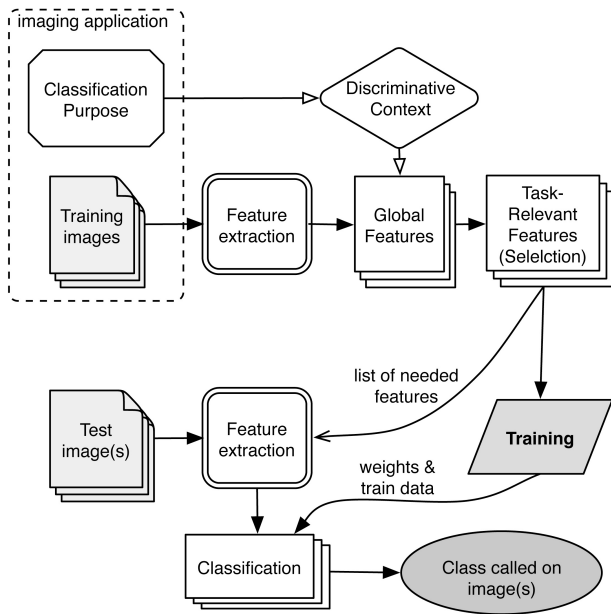 imaging application
Classification
Purpose
Discriminative
Context
Training
images
Feature
extraction
Global
Features
Task-
Relevant
Features
(Selelction)
list of needed
features
Test
image(s)
Feature
extraction
Training
weights &
train data
Classification
Class called on
image(s)